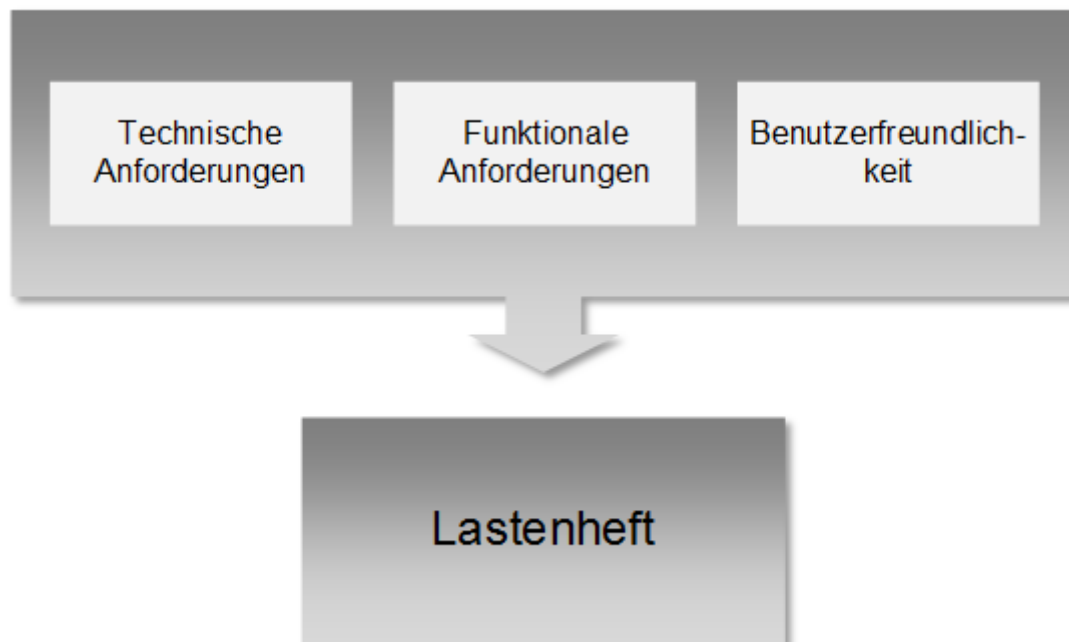 Technische
Anforderungen
Funktionale
Anforderungen
Benutzerfreundlich-
keit
Lastenheft